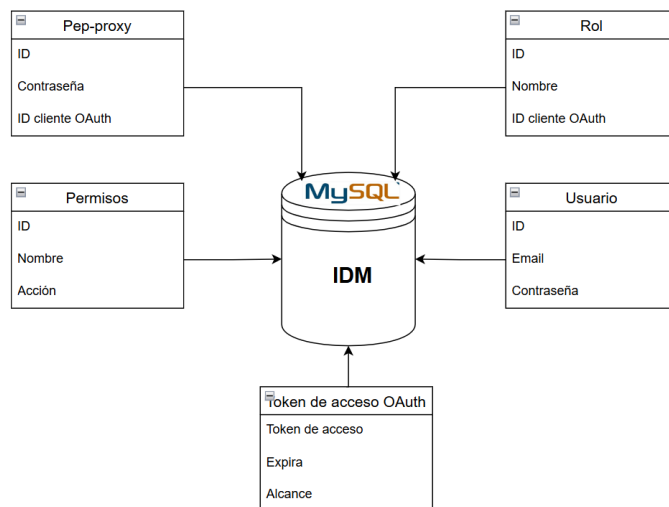 Pep-proxy
ID
Contraseña
ID cliente OAuth
Rol
ID
Nombre
ID cliente OAuth
MySQL
IDM
Permisos
ID
Nombre
Acción
Usuario
ID
Email
Contraseña
Token de acceso OAuth
Token de acceso
Expira
Alcance